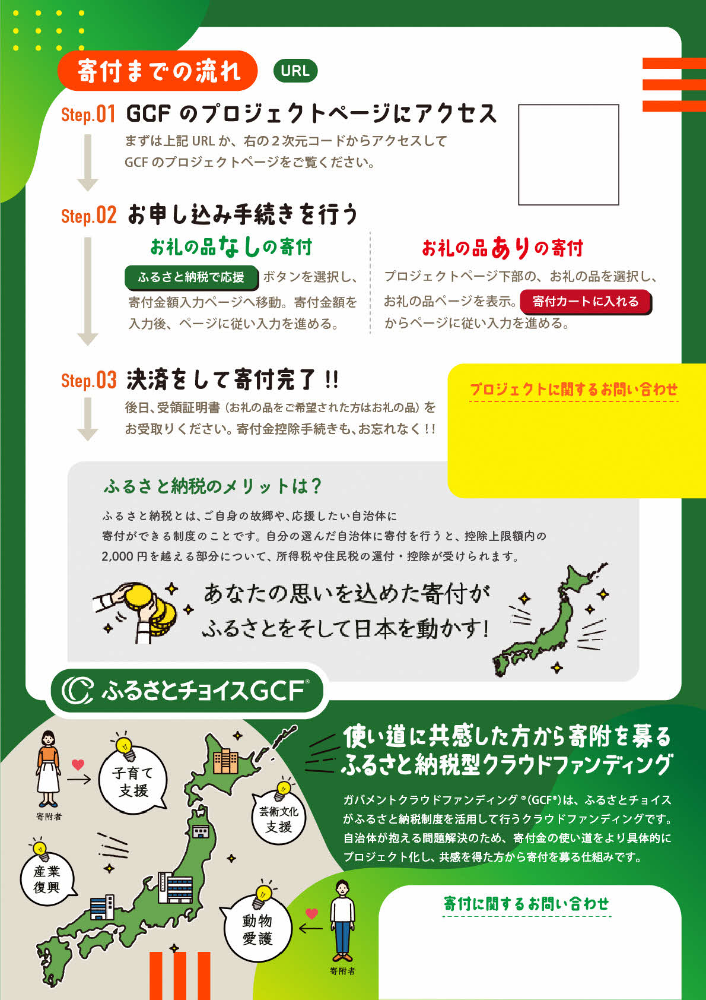 寄付までの流れ
URL
Step.01 GCF のプロジェクトページにアクセス
まずは上記 URL か、右の２次元コードからアクセスして
GCF のプロジェクトページをご覧ください。
Step.02 お申し込み手続きを行う
お礼の品なしの寄付
ふるさと納税で応援 ボタンを選択し、
寄付金額入力ページへ移動。寄付金額を
入力後、ページに従い入力を進める。
お礼の品ありの寄付
プロジェクトページ下部の、お礼の品を選択し、
お礼の品ページを表示。 寄付カートに入れる
からページに従い入力を進める。
Step.03 決済をして寄付完了 !!
後日、受領証明書（お礼の品をご希望された方はお礼の品）を
お受取りください。寄付金控除手続きも、お忘れなく !!
プロジェクトに関するお問い合わせ
ふるさと納税のメリットは？
ふるさと納税とは、ご自身の故郷や、応援したい自治体に
寄付ができる制度のことです。自分の選んだ自治体に寄付を行うと、控除上限額内の
2,000 円を越える部分について、所得税や住民税の還付・控除が受けられます。
あなたの思いを込めた寄付が
ふるさとをそして日本を動かす!
ふるさとチョイスGCF®
使い道に共感した方から寄附を募る
ふるさと納税型クラウドファンディング
ガバメントクラウドファンディング ®(GCF®)は、ふるさとチョイス
がふるさと納税制度を活用して行うクラウドファンディングです。
自治体が抱える問題解決のため、寄付金の使い道をより具体的に
プロジェクト化し、共感を得た方から寄付を募る仕組みです。
寄附者
子育て
支援
芸術文化
支援
産業
復興
動物
愛護
寄附者
寄付に関するお問い合わせ